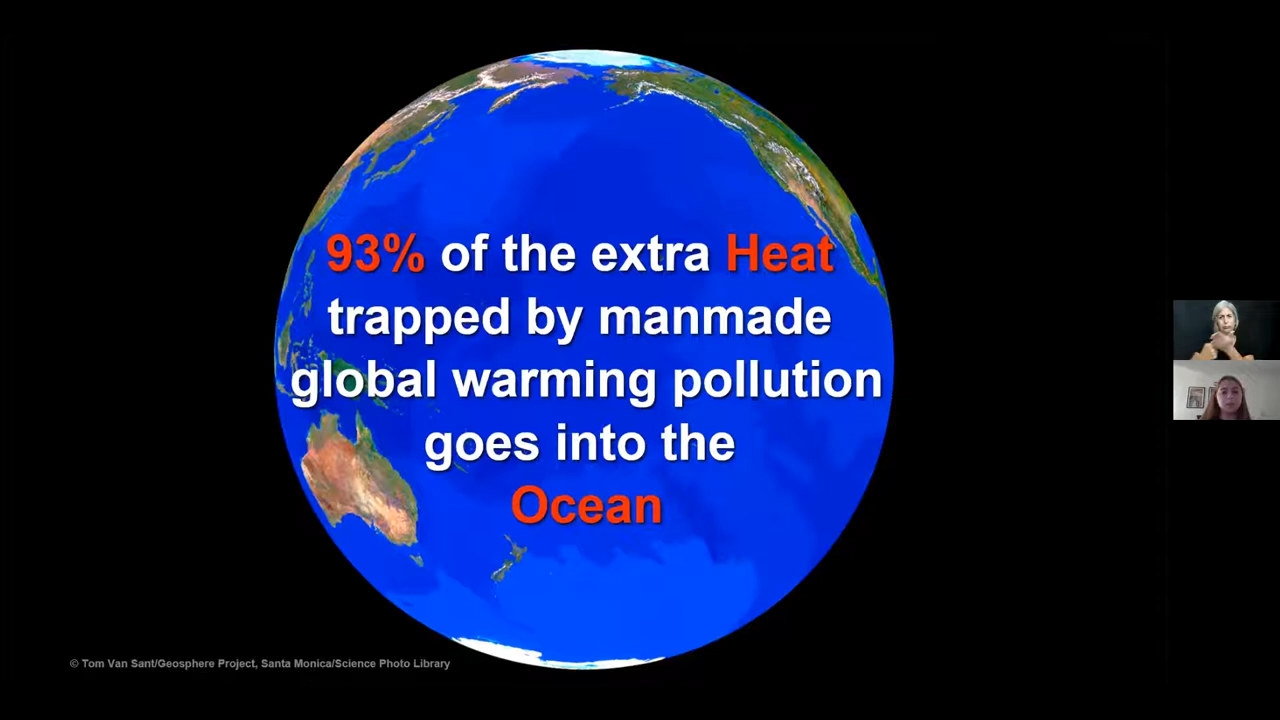 93% of the extra Heat
trapped by manmade
global warming pollution
goes into the
Ocean
© Tom Van Sant/Geosphere Project, Santa Monica/Science Photo Library